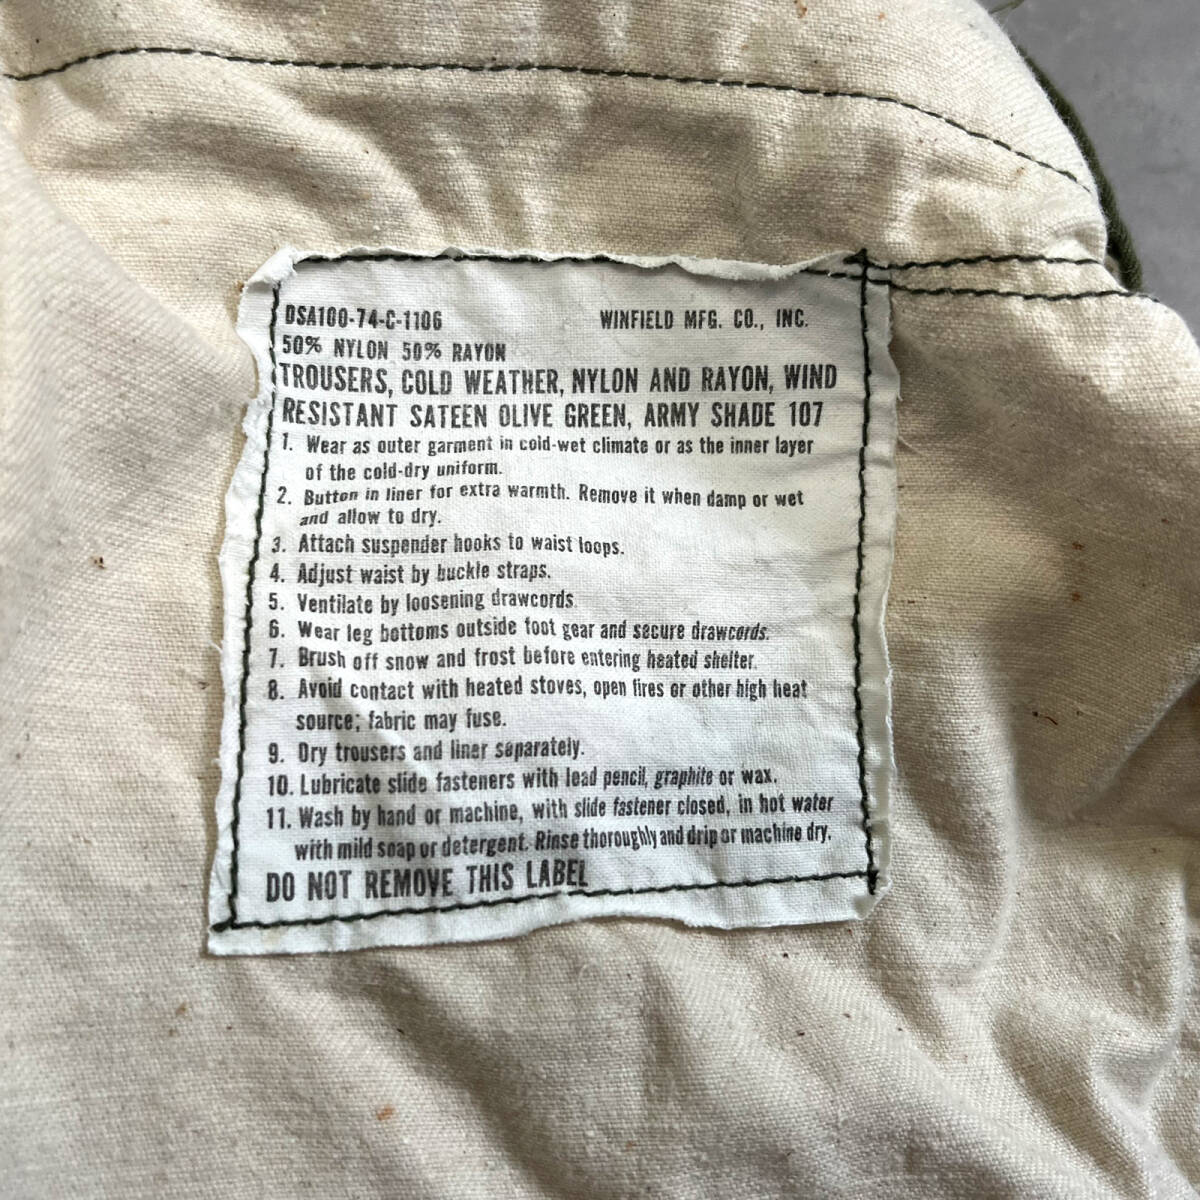 DSA100-74-C-1106 WINFIELD MFG. CO., INC.
50% NYLON 50% RAYON
TROUSERS, COLD WEATHER, NYLON AND RAYON, WIND
RESISTANT SATEEN OLIVE GREEN, ARMY SHADE 107
1. Wear as outer garment in cold-wet climate or as the inner layer
of the cold-dry uniform.
2. Button in liner for extra warmth. Remove it when damp or wet
and allow to dry.
3. Attach suspender hooks to waist loops.
4. Adjust waist by buckle straps.
5. Ventilate by loosening drawcords.
6. Wear leg bottoms outside foot gear and secure drawcords.
7. Brush off snow and frost before entering heated shelter.
8. Avoid contact with heated stoves, open fires or other high heat
source; fabric may fuse.
9. Dry trousers and liner separately.
10. Lubricate slide fasteners with lead pencil, graphite or wax.
11. Wash by hand or machine, with slide fastener closed, in hot water
with mild soap or detergent. Rinse thoroughly and drip or machine dry.
DO NOT REMOVE THIS LABEL